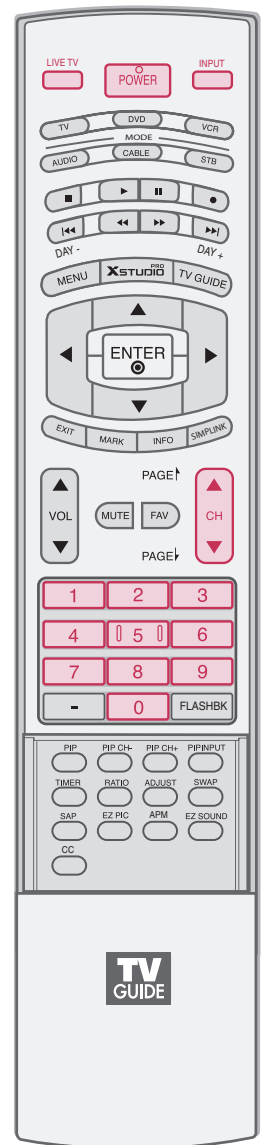 LIVE TV INPUT
POWER
TV DVD VCR
MODE
AUDIO CABLE STB
DAY - DAY +
MENU XSTUDIO PRO TV GUIDE
ENTER
EXIT MARK INFO SIMPLINK
PAGE
VOL MUTE FAV CH
PAGE
1 2 3
4 5 6
7 8 9
- 0 FLASHBK
PIP PIP CH- PIP CH+ PIPINPUT
TIMER RATIO ADJUST SWAP
SAP EZ PIC APM EZ SOUND
CC
TV
GUIDE